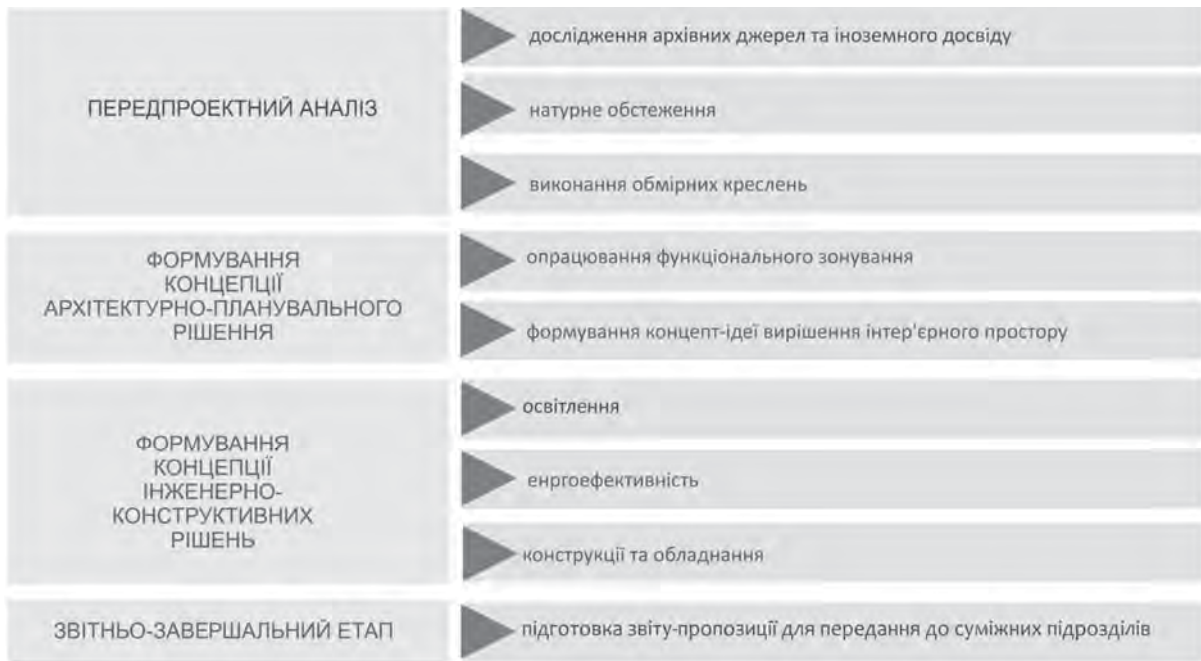 ПЕРЕДПРОЕКТНИЙ АНАЛІЗ
дослідження архівних джерел та іноземного досвіду
натурне обстеження
виконання обмірних креслень
ФОРМУВАННЯ
КОНЦЕПЦІЇ
АРХІТЕКТУРНО-ПЛАНУВАЛЬНОГО
РІШЕННЯ
опрацювання функціонального зонування
формування концепт-ідеї вирішення інтер'єрного простору
ФОРМУВАННЯ
КОНЦЕПЦІЇ
ІНЖЕНЕРНО-
КОНСТРУКТИВНИХ
РІШЕНЬ
освітлення
енргоефективність
конструкції та обладнання
ЗВІТНЬО-ЗАВЕРШАЛЬНИЙ ЕТАП
підготовка звіту-пропозиції для передання до суміжних підрозділів